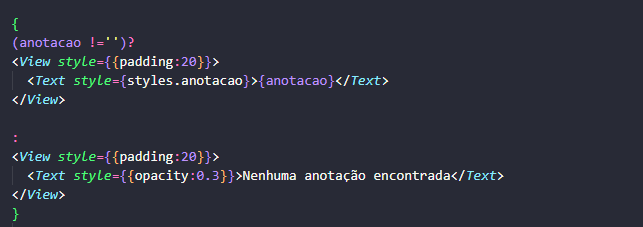 {
(anotacao !='')?
<View style={{padding:20}}>
<Text style={styles.anotacao}>{anotacao}</Text>
</View>
:
<View style={{padding:20}}>
<Text style={{opacity:0.3}}>Nenhuma anotação encontrada</Text>
</View>
}